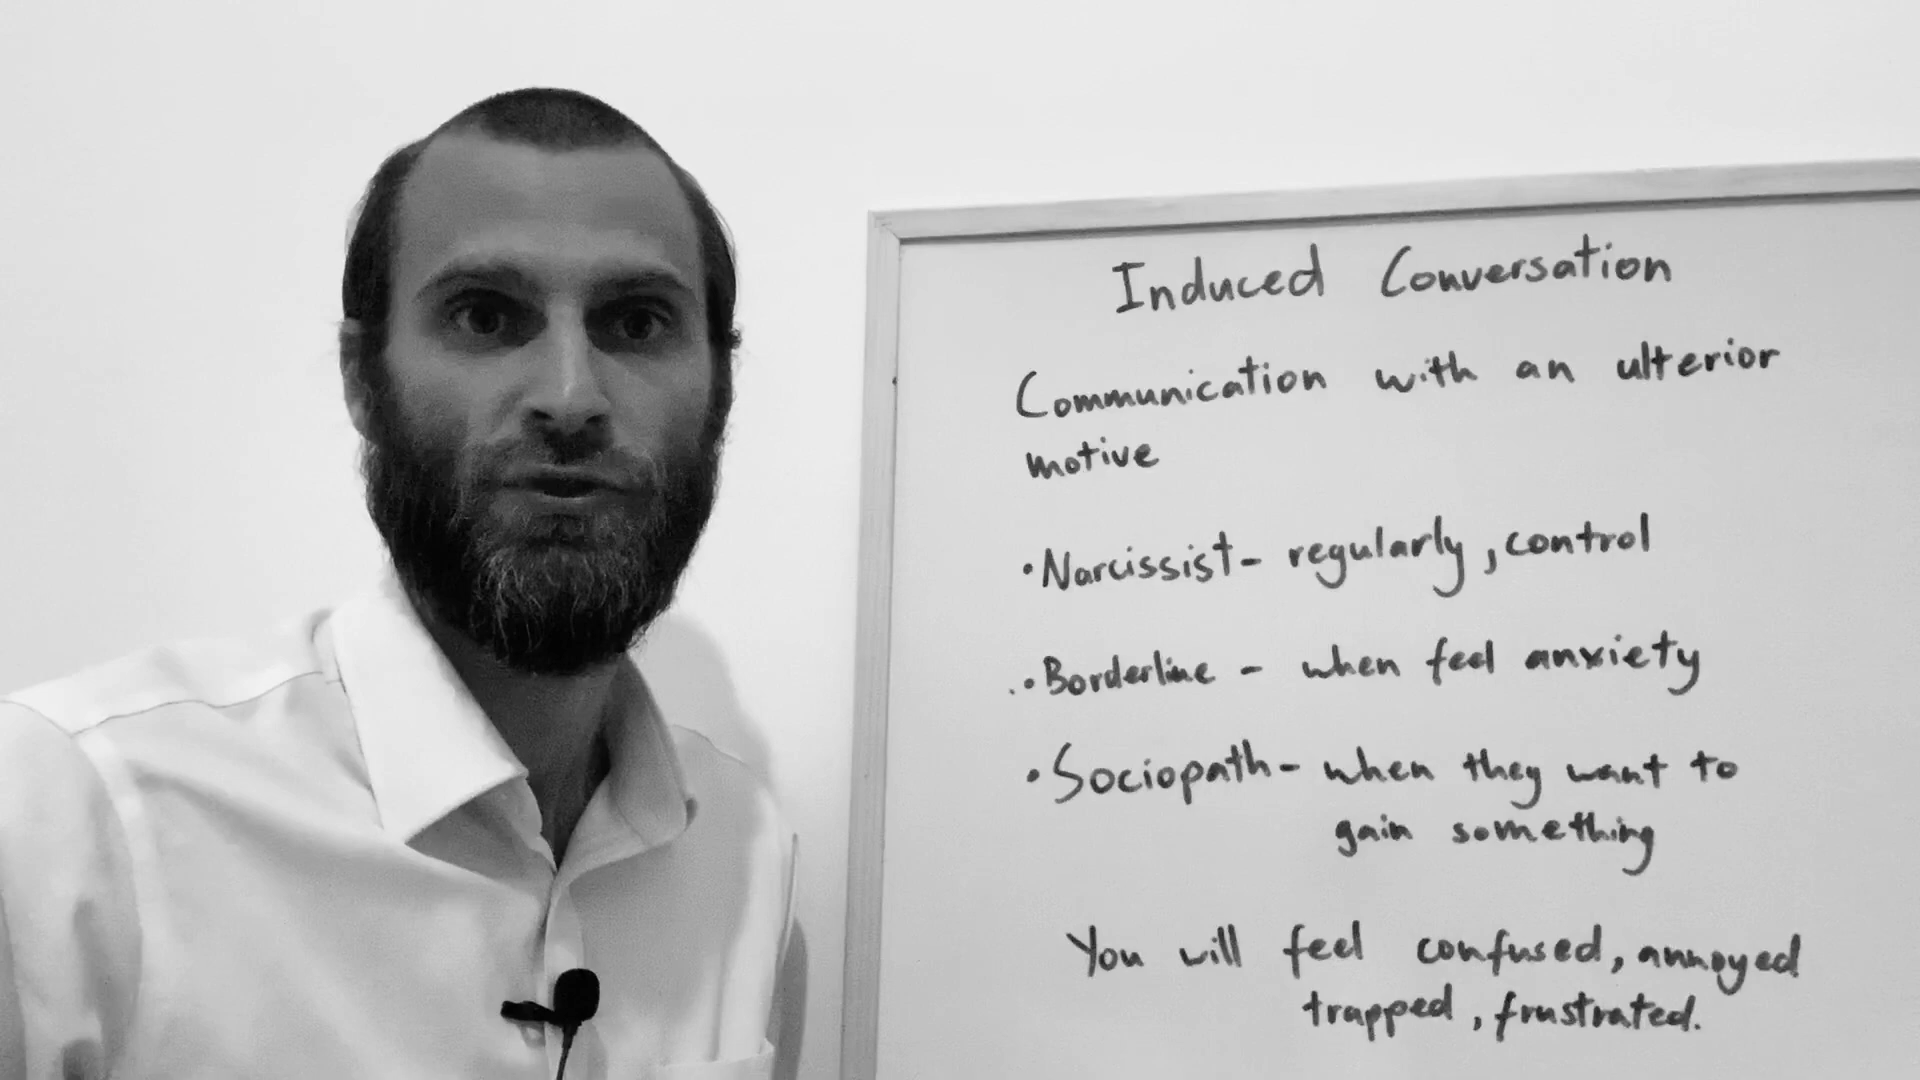 Induced Conversation
Communication with an ulterior
motive
•Narcissist- regularly, control
•Borderline - when feel anxiety
•Sociopath- when they want to
gain something
You will feel confused, annoyed
trapped, frustrated.